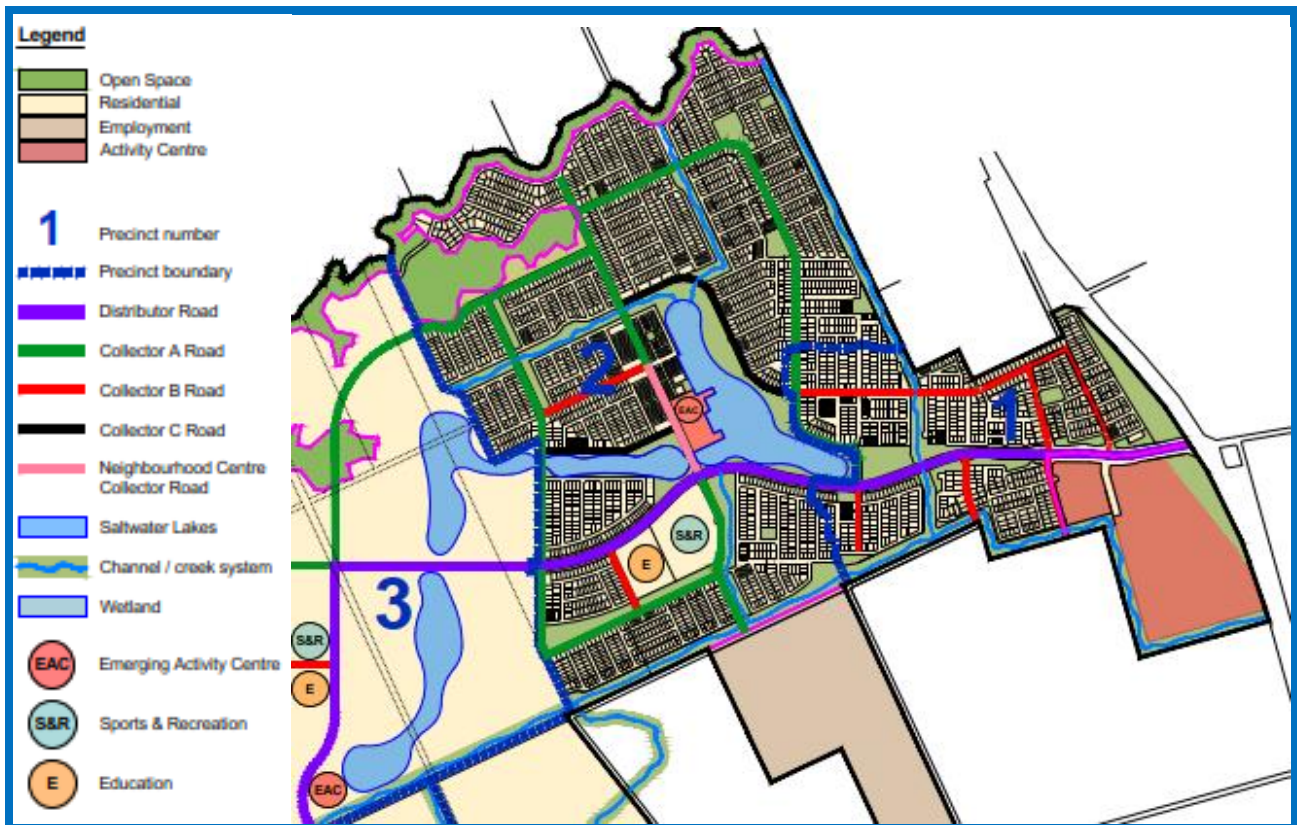 Legend
Open Space
Residential
Employment
Activity Centre
1
Precinct number
Precinct boundary
Distributor Road
Collector A Road
Collector B Road
Collector C Road
Neighbourhood Centre
Collector Road
Saltwater Lakes
Channel / creek system
Wetland
EAC
Emerging Activity Centre
S&R
Sports & Recreation
E
Education
2
EAC
1
S&R
E
3
S&R
E
EAC